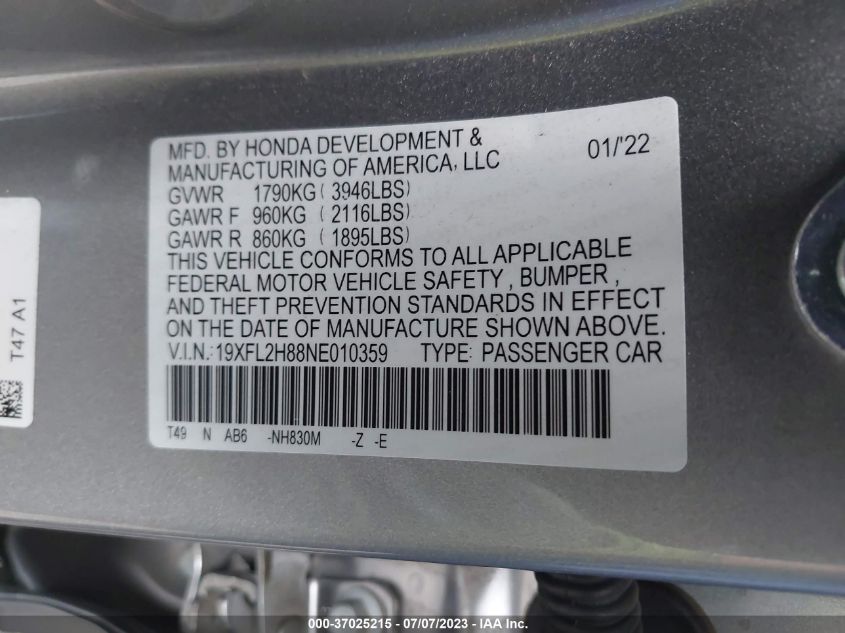 MFD. BY HONDA DEVELOPMENT &
MANUFACTURING OF AMERICA, LLC 01/'22
GVWR 1790KG ( 3946LBS)
GAWR F 960KG ( 2116LBS)
GAWR R 860KG ( 1895LBS)
THIS VEHICLE CONFORMS TO ALL APPLICABLE
FEDERAL MOTOR VEHICLE SAFETY , BUMPER ,
AND THEFT PREVENTION STANDARDS IN EFFECT
ON THE DATE OF MANUFACTURE SHOWN ABOVE.
V.I.N.: 19XFL2H88NE010359 TYPE: PASSENGER CAR
T49 N AB6 -NH830M -Z -E
T47 A1
000-37025215 - 07/07/2023 - IAA Inc.